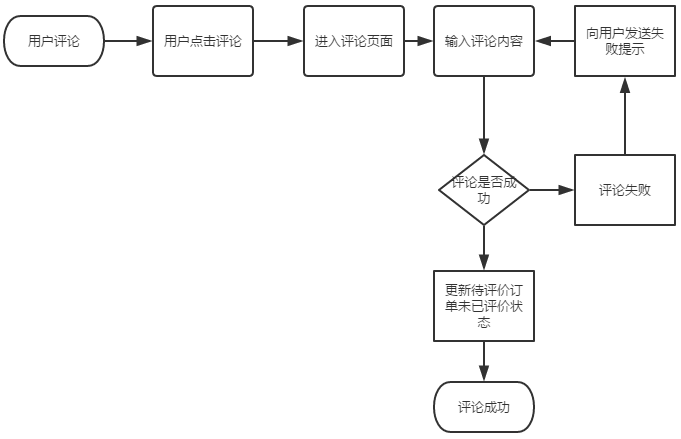 用户评论
用户点击评论
进入评论页面
输入评论内容
向用户发送失
败提示
评论是否成
功
评论失败
更新待评价订
单未已评价状
态
评论成功